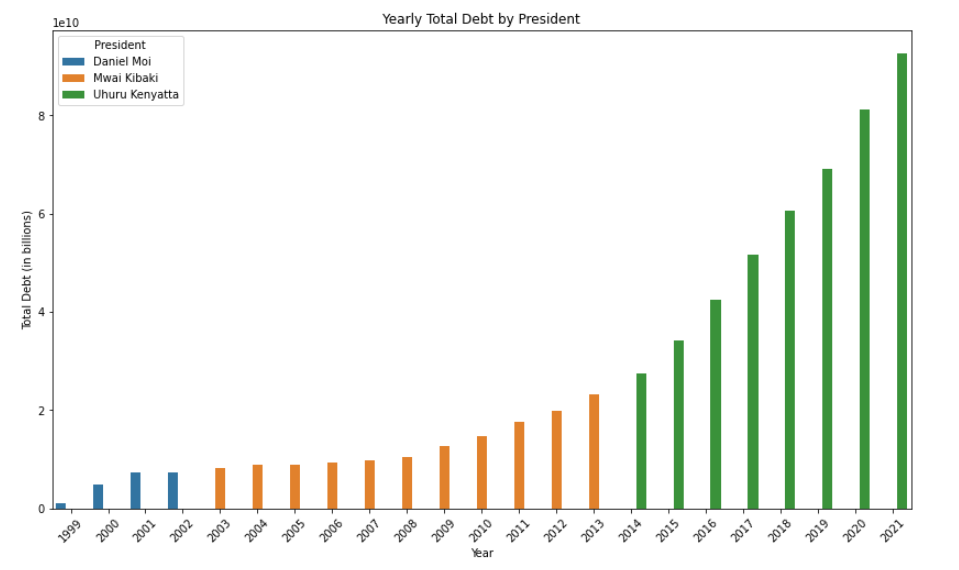 Yearly Total Debt by President
1e10
President
Daniel Moi
Mwai Kibaki
Uhuru Kenyatta
8
6
4
2
0
Total Debt (in billions)
1999 2000 2001 2002 2003 2004 2005 2006 2007 2008 2009 2010 2011 2012 2013 2014 2015 2016 2017 2018 2019 2020 2021
Year